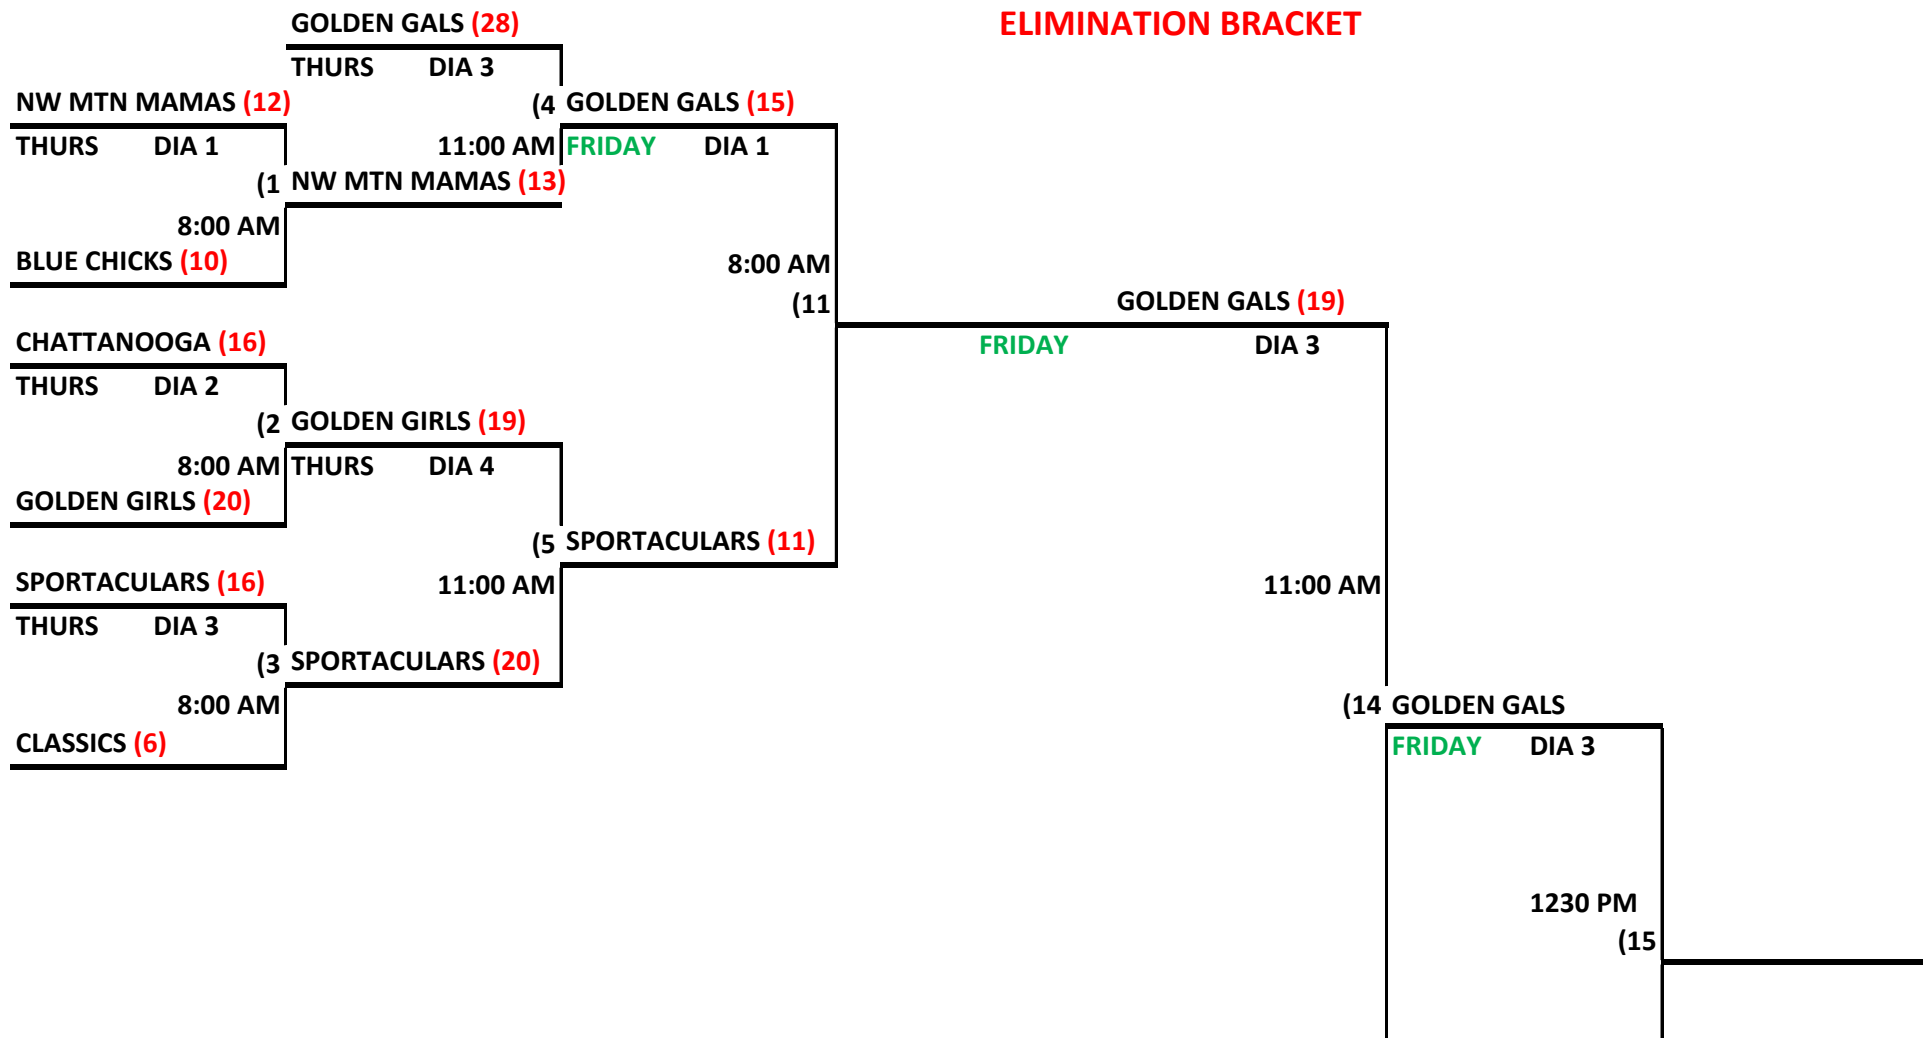 GOLDEN GALS (28)
ELIMINATION BRACKET
THURS DIA 3
NW MTN MAMAS (12)
(4 GOLDEN GALS (15)
THURS DIA 1
11:00 AM FRIDAY DIA 1
(1 NW MTN MAMAS (13)
8:00 AM
BLUE CHICKS (10)
8:00 AM
(11
GOLDEN GALS (19)
CHATTANOOGA (16)
FRIDAY DIA 3
THURS DIA 2
(2 GOLDEN GIRLS (19)
8:00 AM THURS DIA 4
GOLDEN GIRLS (20)
(5 SPORTACULARS (11)
SPORTACULARS (16)
11:00 AM
11:00 AM
THURS DIA 3
(3 SPORTACULARS (20)
8:00 AM
(14 GOLDEN GALS
CLASSICS (6)
FRIDAY DIA 3
1230 PM
(15